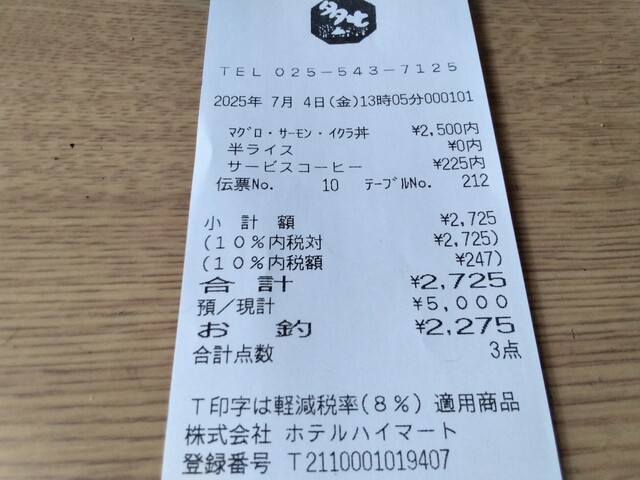 TEL 025-543-7125
2025年 7月 4日(金)13時05分000101
ﾏｸﾞﾛ・ｻｰﾓﾝ・ｲｸﾗ丼 ¥2,500内
半ライス ¥0内
サービスコーヒー ¥225内
伝票No. 10 ﾃｰﾌﾞﾙNo. 212
小計額 ¥2,725
(10%内税対 ¥2,725)
(10%内税額 ¥247)
合計 ¥2,725
預/現計 ¥5,000
お釣 ¥2,275
合計点数 3点
T印字は軽減税率(8%) 適用商品
株式会社 ホテルハイマート
登録番号 T2110001019407